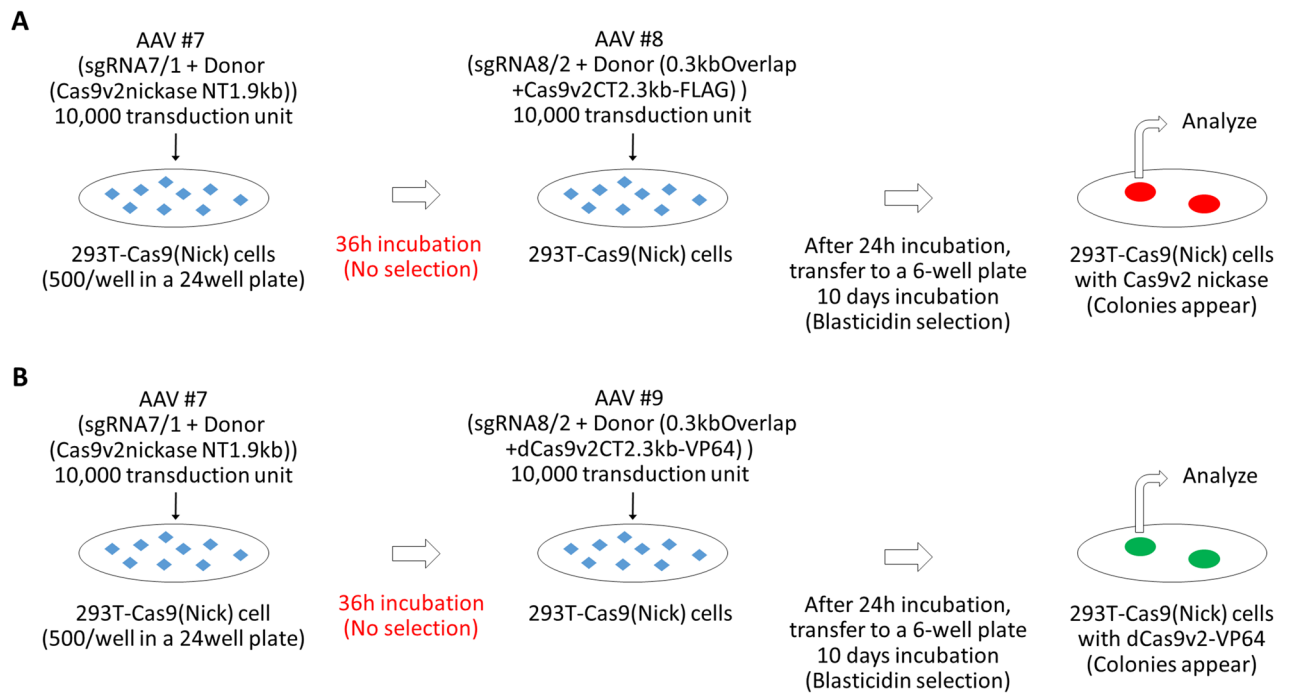 A
AAV #7
(sgRNA7/1 + Donor
(Cas9v2nickase NT1.9kb))
10,000 transduction unit
293T-Cas9(Nick) cells
(500/well in a 24well plate)
36h incubation
(No selection)
AAV #8
(sgRNA8/2 + Donor (0.3kbOverlap
+Cas9v2CT2.3kb-FLAG) )
10,000 transduction unit
293T-Cas9(Nick) cells
After 24h incubation,
transfer to a 6-well plate
10 days incubation
(Blasticidin selection)
Analyze
293T-Cas9(Nick) cells
with Cas9v2 nickase
(Colonies appear)
B
AAV #7
(sgRNA7/1 + Donor
(Cas9v2nickase NT1.9kb))
10,000 transduction unit
293T-Cas9(Nick) cell
(500/well in a 24well plate)
36h incubation
(No selection)
AAV #9
(sgRNA8/2 + Donor (0.3kbOverlap
+dCas9v2CT2.3kb-VP64) )
10,000 transduction unit
293T-Cas9(Nick) cells
After 24h incubation,
transfer to a 6-well plate
10 days incubation
(Blasticidin selection)
Analyze
293T-Cas9(Nick) cells
with dCas9v2-VP64
(Colonies appear)